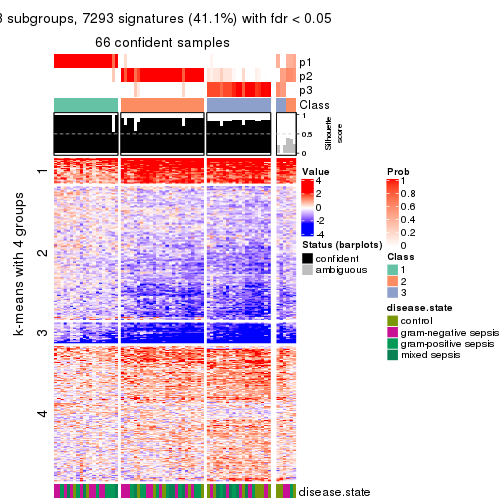 3 subgroups, 7293 signatures (41.1%) with fdr < 0.05
66 confident samples
p1
p2
p3
Class
1
0.5
0
Silhouette
score
k-means with 4 groups
1
2
3
4
disease.state
Value
4
2
0
-2
-4
Status (barplots)
confident
ambiguous
Prob
1
0.8
0.6
0.4
0.2
0
Class
1
2
3
disease.state
control
gram-negative sepsis
gram-positive sepsis
mixed sepsis